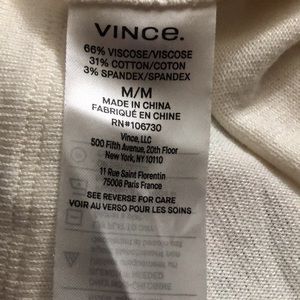 VINCE.
66% VISCOSE/VISCOSE
31% COTTON/COTON
3% SPANDEX/SPANDEX
M/M
MADE IN CHINA
FABRIQUÉ EN CHINE
RN#106730
Vince, LLC
500 Fifth Avenue, 20th Floor
New York, NY 10110
11 Rue Saint Florentin
75008 Paris France
SEE REVERSE FOR CARE
VOIR AU VERSO POUR LES SOINS